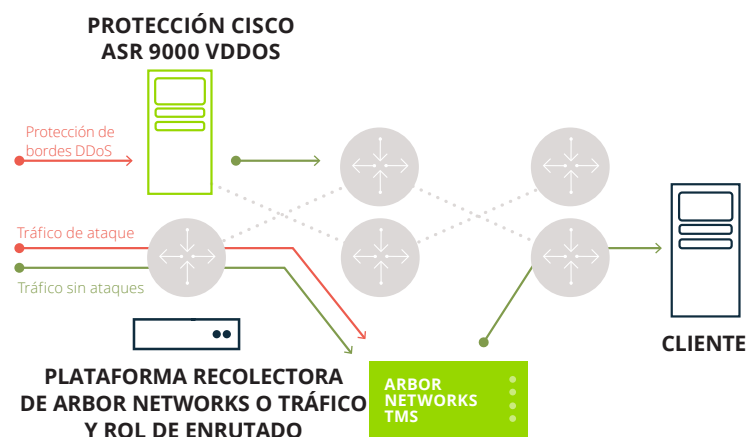 PROTECCIÓN CISCO
ASR 9000 VDDOS
Protección de
bordes DDoS
Tráfico de ataque
Tráfico sin ataques
CLIENTE
PLATAFORMA RECOLECTORA
DE ARBOR NETWORKS O TRÁFICO
Y ROL DE ENRUTADO
ARBOR
NETWORKS
TMS